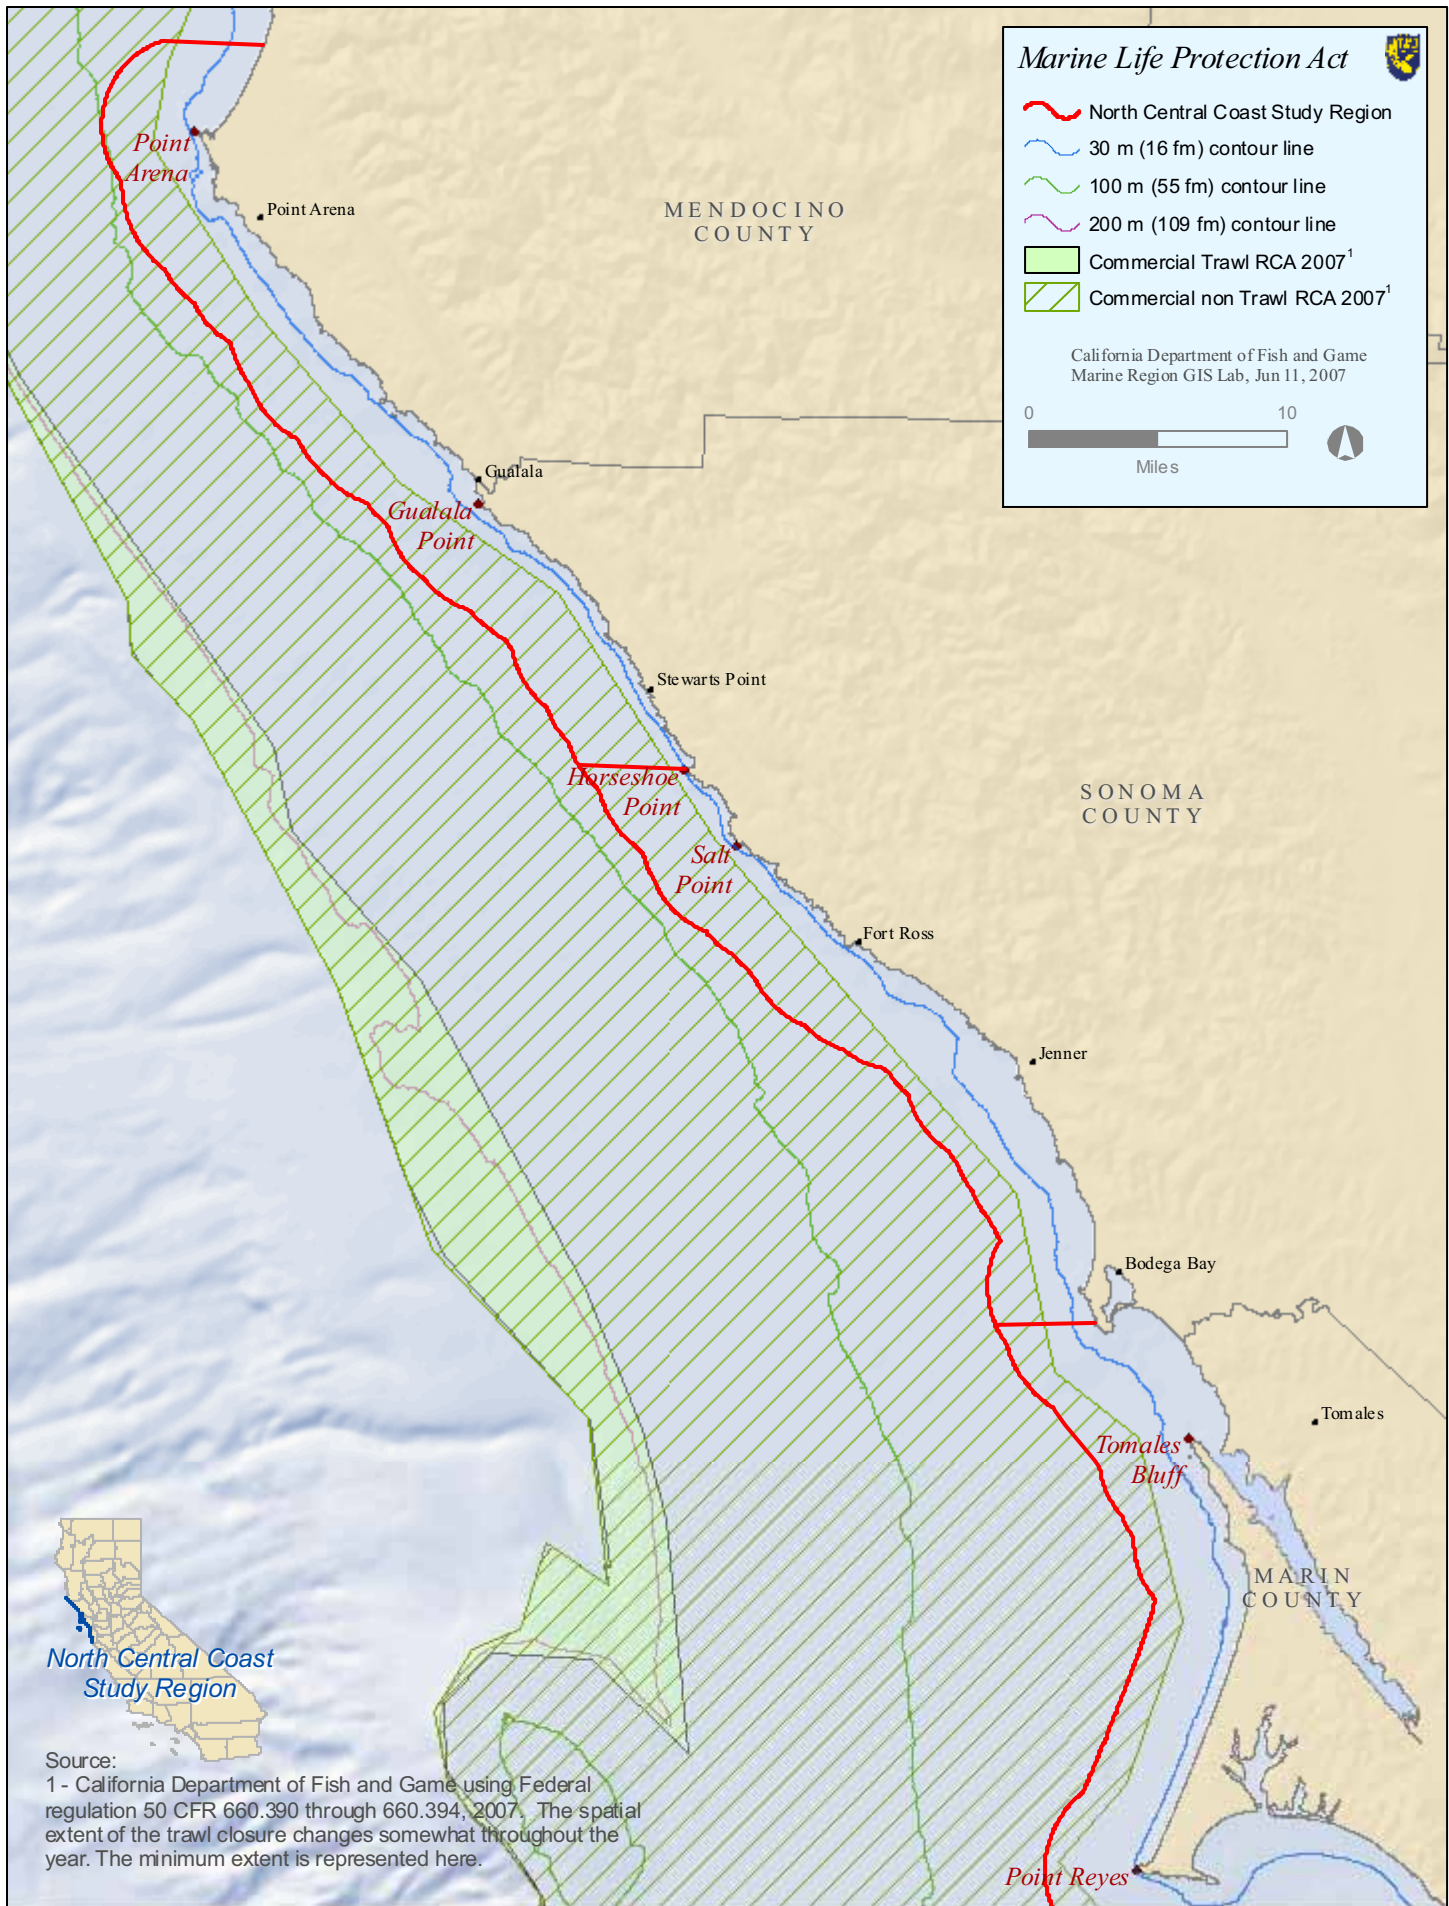 Marine Life Protection Act
North Central Coast Study Region
30 m (16 fm) contour line
100 m (55 fm) contour line
200 m (109 fm) contour line
Commercial Trawl RCA 2007 1
Commercial non Trawl RCA 2007 1
California Department of Fish and Game
Marine Region GIS Lab, Jun 11, 2007
0 10
Miles
Point
Arena
Point Arena
MENDOCINO
COUNTY
Gualala
Gualala
Point
Stewarts Point
Horseshoe
Point
SONOMA
COUNTY
Salt
Point
Fort Ross
Jenner
Bodega Bay
Tomales
Tomales
Bluff
MARIN
COUNTY
North Central Coast
Study Region
Source:
1 - California Department of Fish and Game using Federal
regulation 50 CFR 660.390 through 660.394, 2007. The spatial
extent of the trawl closure changes somewhat throughout the
year. The minimum extent is represented here.
Point Reyes